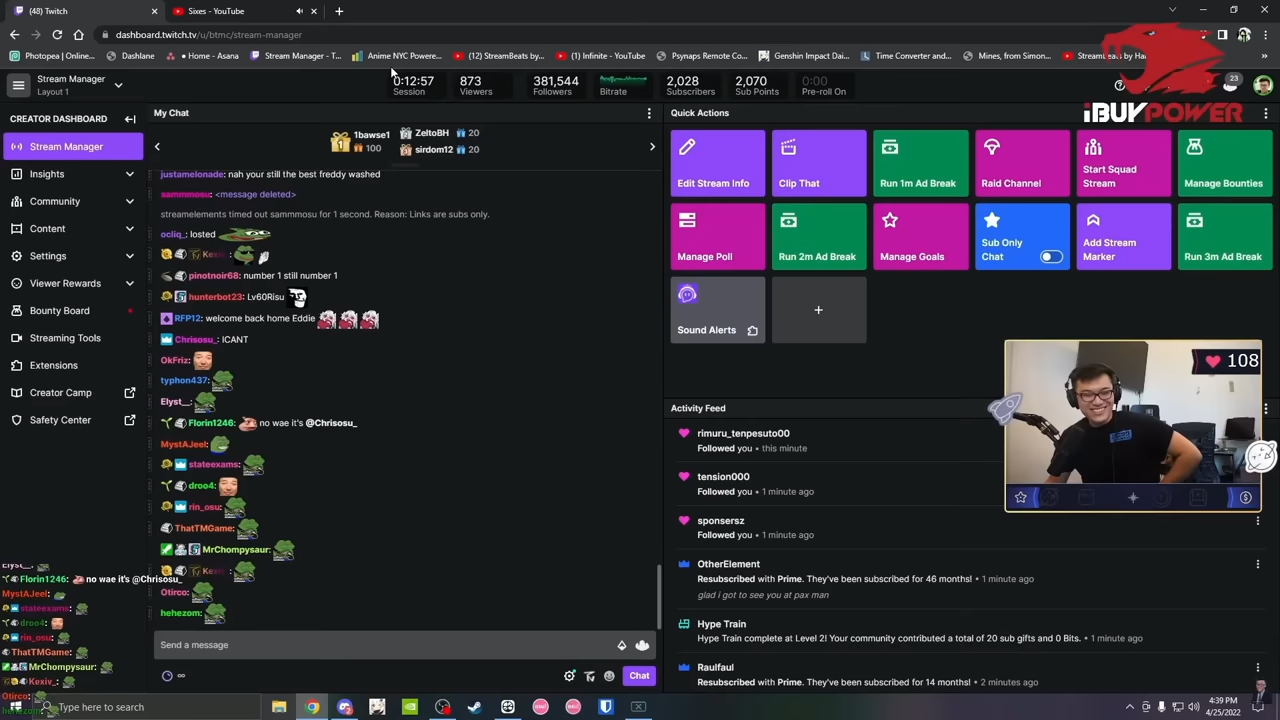 (48) Twitch
Sixes - YouTube
dashboard.twitch.tv/u/btmc/stream-manager
Photopea | Online...
Dashlane
• Home - Asana
Stream Manager - T...
Anime NYC Powere...
(12) StreamBeats by...
(1) Infinite - YouTube
Psynaps Remote Co...
Genshin Impact Dai...
Time Converter and...
Mines, from Simon...
StreamBeats by Har
iBUYPOWER
Stream Manager
Layout 1
0:12:57
Session
873
Viewers
381,544
Followers
Bitrate
2,028
Subscribers
2,070
Sub Points
0:00
Pre-roll On
23
CREATOR DASHBOARD
Stream Manager
Insights
Community
Content
Settings
Viewer Rewards
Bounty Board
Streaming Tools
Extensions
Creator Camp
Safety Center
My Chat
1bawse1
100
ZeltoBH 20
sirdom12 20
justamelonade: nah your still the best freddy washed
sammmosu: <message deleted>
streamelements timed out sammmosu for 1 second. Reason: Links are subs only.
ocliq_: losted
Kexiv_:
pinotnoir68: number 1 still number 1
hunterbot23: Lv60Risu
RFP12: welcome back home Eddie
Chrisosu_: ICANT
OkFriz:
typhon437:
Elyst__:
Florin1246: no wae it's @Chrisosu_
MystAJeel:
stateexams:
droo4:
rin_osu:
ThatTMGame:
MrChompysaur:
Kexiv_:
Otirco:
hehezom:
Elyst__:
Florin1246: no wae it's @Chrisosu_
MystAJeel:
stateexams:
droo4:
rin_osu:
ThatTMGame:
MrChompysaur:
Kexiv_:
Otirco:
hehezom:
Send a message
Chat
Quick Actions
Edit Stream Info
Clip That
Run 1m Ad Break
Raid Channel
Start Squad
Stream
Manage Bounties
Manage Poll
Run 2m Ad Break
Manage Goals
Sub Only
Chat
Add Stream
Marker
Run 3m Ad Break
Sound Alerts
108
Activity Feed
rimuru_tenpesuto00
Followed you • this minute
tension000
Followed you • 1 minute ago
sponsersz
Followed you • 1 minute ago
OtherElement
Resubscribed with Prime. They've been subscribed for 46 months! • 1 minute ago
glad i got to see you at pax man
Hype Train
Hype Train complete at Level 2! Your community contributed a total of 20 sub gifts and 0 Bits. • 1 minute ago
Raulfaul
Resubscribed with Prime. They've been subscribed for 14 months! • 2 minutes ago
Type here to search
4:39 PM
4/25/2022